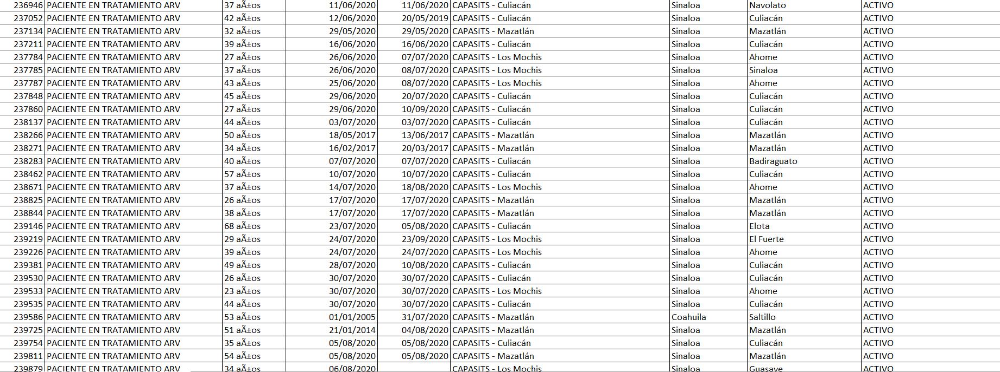 236946 PACIENTE EN TRATAMIENTO ARV 37 aÃ±os 11/06/2020 11/06/2020 CAPASITS - Culiacán Sinaloa Navolato ACTIVO
237052 PACIENTE EN TRATAMIENTO ARV 42 aÃ±os 12/06/2020 20/05/2019 CAPASITS - Culiacán Sinaloa Culiacán ACTIVO
237134 PACIENTE EN TRATAMIENTO ARV 32 aÃ±os 29/05/2020 29/05/2020 CAPASITS - Mazatlán Sinaloa Mazatlán ACTIVO
237211 PACIENTE EN TRATAMIENTO ARV 39 aÃ±os 16/06/2020 16/06/2020 CAPASITS - Culiacán Sinaloa Culiacán ACTIVO
237784 PACIENTE EN TRATAMIENTO ARV 27 aÃ±os 26/06/2020 07/07/2020 CAPASITS - Los Mochis Sinaloa Ahome ACTIVO
237785 PACIENTE EN TRATAMIENTO ARV 37 aÃ±os 26/06/2020 08/07/2020 CAPASITS - Los Mochis Sinaloa Sinaloa ACTIVO
237787 PACIENTE EN TRATAMIENTO ARV 43 aÃ±os 25/06/2020 08/07/2020 CAPASITS - Los Mochis Sinaloa Ahome ACTIVO
237848 PACIENTE EN TRATAMIENTO ARV 45 aÃ±os 29/06/2020 20/07/2020 CAPASITS - Culiacán Sinaloa Culiacán ACTIVO
237860 PACIENTE EN TRATAMIENTO ARV 27 aÃ±os 29/06/2020 10/09/2020 CAPASITS - Culiacán Sinaloa Culiacán ACTIVO
238137 PACIENTE EN TRATAMIENTO ARV 44 aÃ±os 03/07/2020 03/07/2020 CAPASITS - Culiacán Sinaloa Culiacán ACTIVO
238266 PACIENTE EN TRATAMIENTO ARV 50 aÃ±os 18/05/2017 13/06/2017 CAPASITS - Mazatlán Sinaloa Mazatlán ACTIVO
238271 PACIENTE EN TRATAMIENTO ARV 34 aÃ±os 16/02/2017 20/03/2017 CAPASITS - Mazatlán Sinaloa Mazatlán ACTIVO
238283 PACIENTE EN TRATAMIENTO ARV 40 aÃ±os 07/07/2020 07/07/2020 CAPASITS - Culiacán Sinaloa Badiraguato ACTIVO
238462 PACIENTE EN TRATAMIENTO ARV 57 aÃ±os 10/07/2020 10/07/2020 CAPASITS - Culiacán Sinaloa Culiacán ACTIVO
238671 PACIENTE EN TRATAMIENTO ARV 37 aÃ±os 14/07/2020 18/08/2020 CAPASITS - Los Mochis Sinaloa Ahome ACTIVO
238825 PACIENTE EN TRATAMIENTO ARV 26 aÃ±os 17/07/2020 17/07/2020 CAPASITS - Mazatlán Sinaloa Mazatlán ACTIVO
238844 PACIENTE EN TRATAMIENTO ARV 38 aÃ±os 17/07/2020 17/07/2020 CAPASITS - Mazatlán Sinaloa Mazatlán ACTIVO
239146 PACIENTE EN TRATAMIENTO ARV 68 aÃ±os 23/07/2020 05/08/2020 CAPASITS - Culiacán Sinaloa Elota ACTIVO
239219 PACIENTE EN TRATAMIENTO ARV 29 aÃ±os 24/07/2020 23/09/2020 CAPASITS - Los Mochis Sinaloa El Fuerte ACTIVO
239226 PACIENTE EN TRATAMIENTO ARV 39 aÃ±os 24/07/2020 24/07/2020 CAPASITS - Los Mochis Sinaloa Ahome ACTIVO
239381 PACIENTE EN TRATAMIENTO ARV 49 aÃ±os 28/07/2020 10/08/2020 CAPASITS - Culiacán Sinaloa Culiacán ACTIVO
239530 PACIENTE EN TRATAMIENTO ARV 26 aÃ±os 30/07/2020 30/07/2020 CAPASITS - Culiacán Sinaloa Culiacán ACTIVO
239533 PACIENTE EN TRATAMIENTO ARV 23 aÃ±os 30/07/2020 30/07/2020 CAPASITS - Los Mochis Sinaloa Ahome ACTIVO
239535 PACIENTE EN TRATAMIENTO ARV 44 aÃ±os 30/07/2020 30/07/2020 CAPASITS - Culiacán Sinaloa Culiacán ACTIVO
239586 PACIENTE EN TRATAMIENTO ARV 53 aÃ±os 01/01/2005 31/07/2020 CAPASITS - Mazatlán Coahuila Saltillo ACTIVO
239725 PACIENTE EN TRATAMIENTO ARV 51 aÃ±os 21/01/2014 04/08/2020 CAPASITS - Mazatlán Sinaloa Mazatlán ACTIVO
239754 PACIENTE EN TRATAMIENTO ARV 35 aÃ±os 05/08/2020 05/08/2020 CAPASITS - Culiacán Sinaloa Culiacán ACTIVO
239811 PACIENTE EN TRATAMIENTO ARV 54 aÃ±os 05/08/2020 05/08/2020 CAPASITS - Mazatlán Sinaloa Mazatlán ACTIVO
239879 PACIENTE EN TRATAMIENTO ARV 34 aÃ±os 06/08/2020 CAPASITS - Los Mochis Sinaloa Guasave ACTIVO